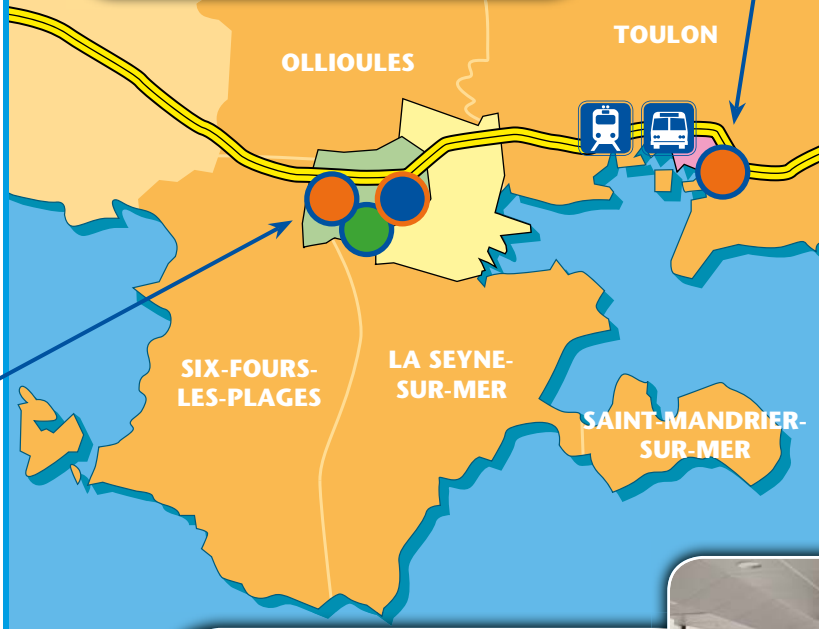 TOULON
OLLIOULES
SIX-FOURS-
LES-PLAGES
LA SEYNE-
SUR-MER
SAINT-MANDRIER-
SUR-MER